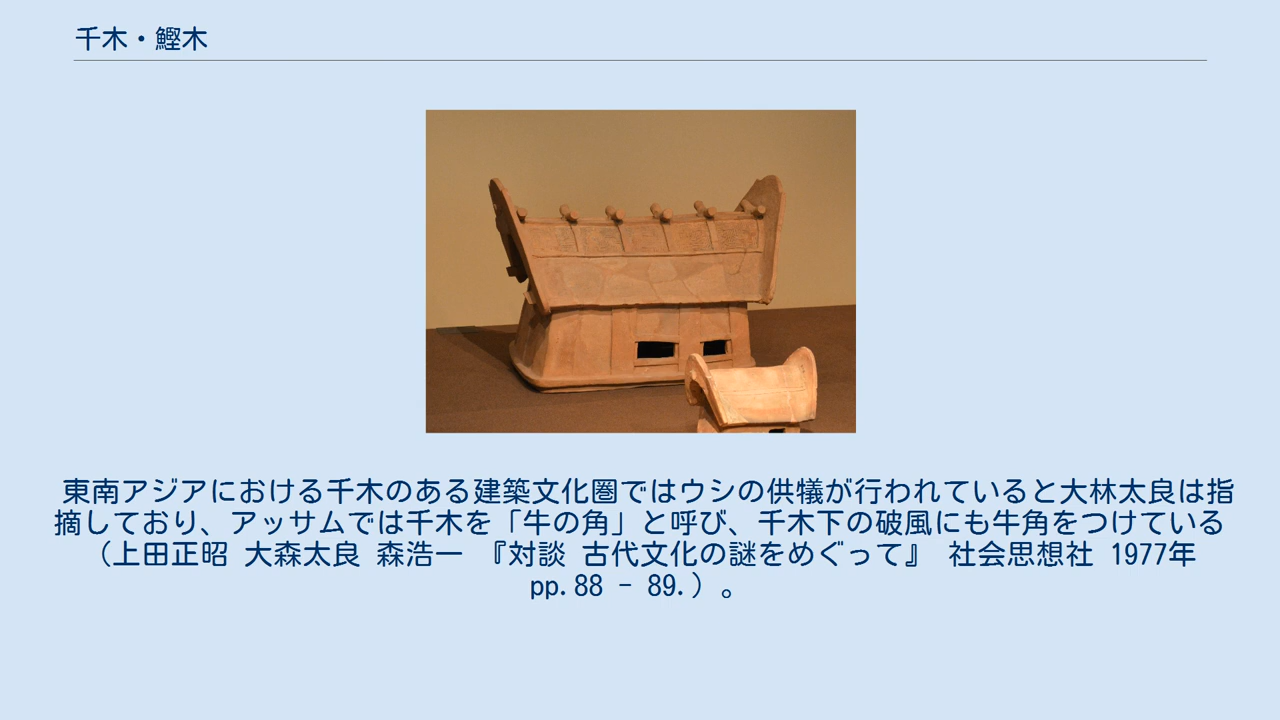 千木・鰹木
東南アジアにおける千木のある建築文化圏ではウシの供犠が行われていると大林太良は指
摘しており、アッサムでは千木を「牛の角」と呼び、千木下の破風にも牛角をつけている
（上田正昭 大森太良 森浩一 『対談 古代文化の謎をめぐって』 社会思想社 1977年
pp.88 - 89.）。